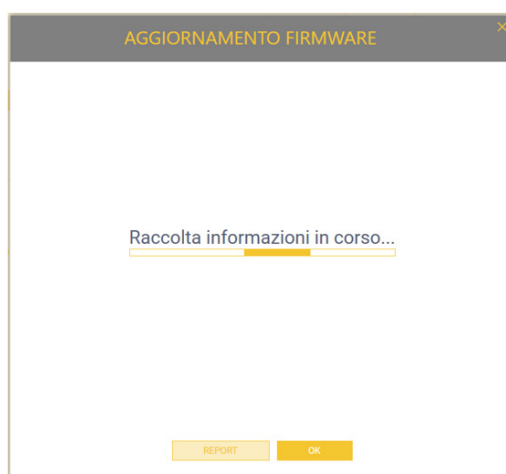 AGGIORNAMENTO FIRMWARE
Raccolta informazioni in corso...
REPORT
OK